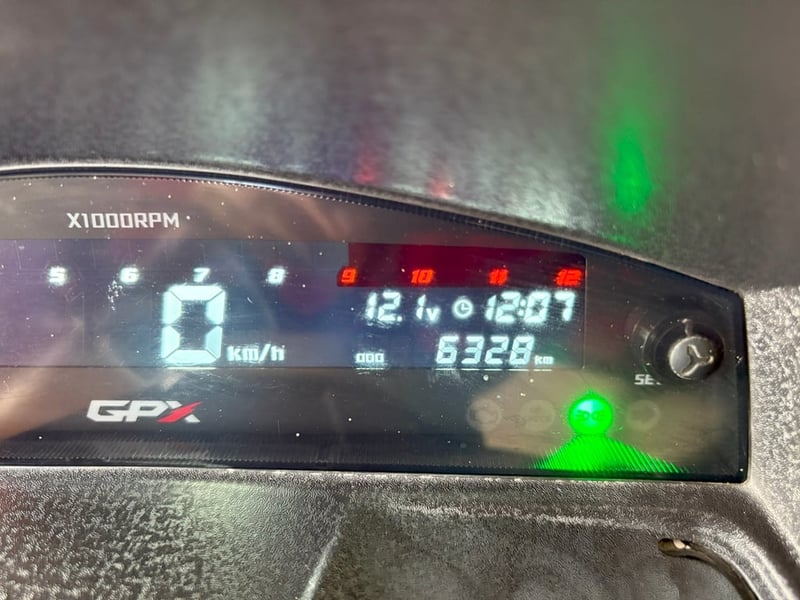 X1000RPM
5 6 7 8 9 10 11 12
12.1v 12:07
0 km/h
ODO 6328 km
SE
GPX